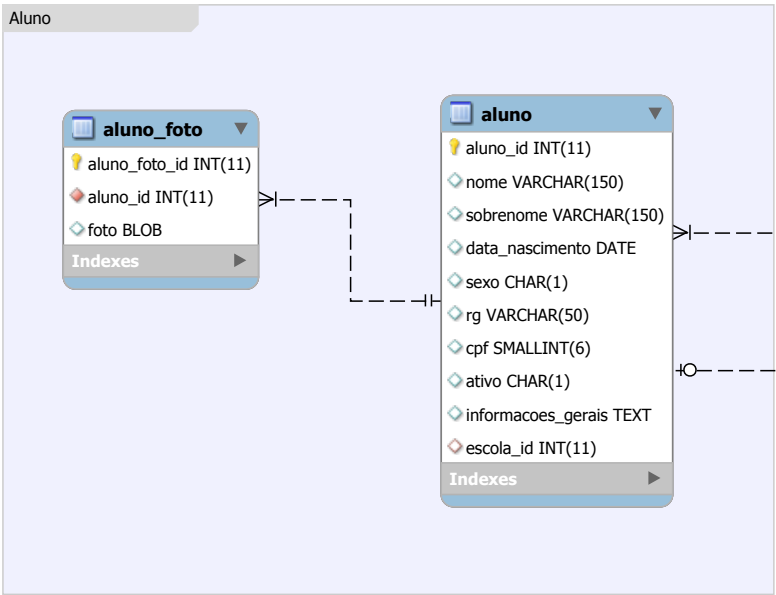 Aluno
aluno_foto
aluno_foto_id INT(11)
aluno_id INT(11)
foto BLOB
Indexes
aluno
aluno_id INT(11)
nome VARCHAR(150)
sobrenome VARCHAR(150)
data_nascimento DATE
sexo CHAR(1)
rg VARCHAR(50)
cpf SMALLINT(6)
ativo CHAR(1)
informacoes_gerais TEXT
escola_id INT(11)
Indexes